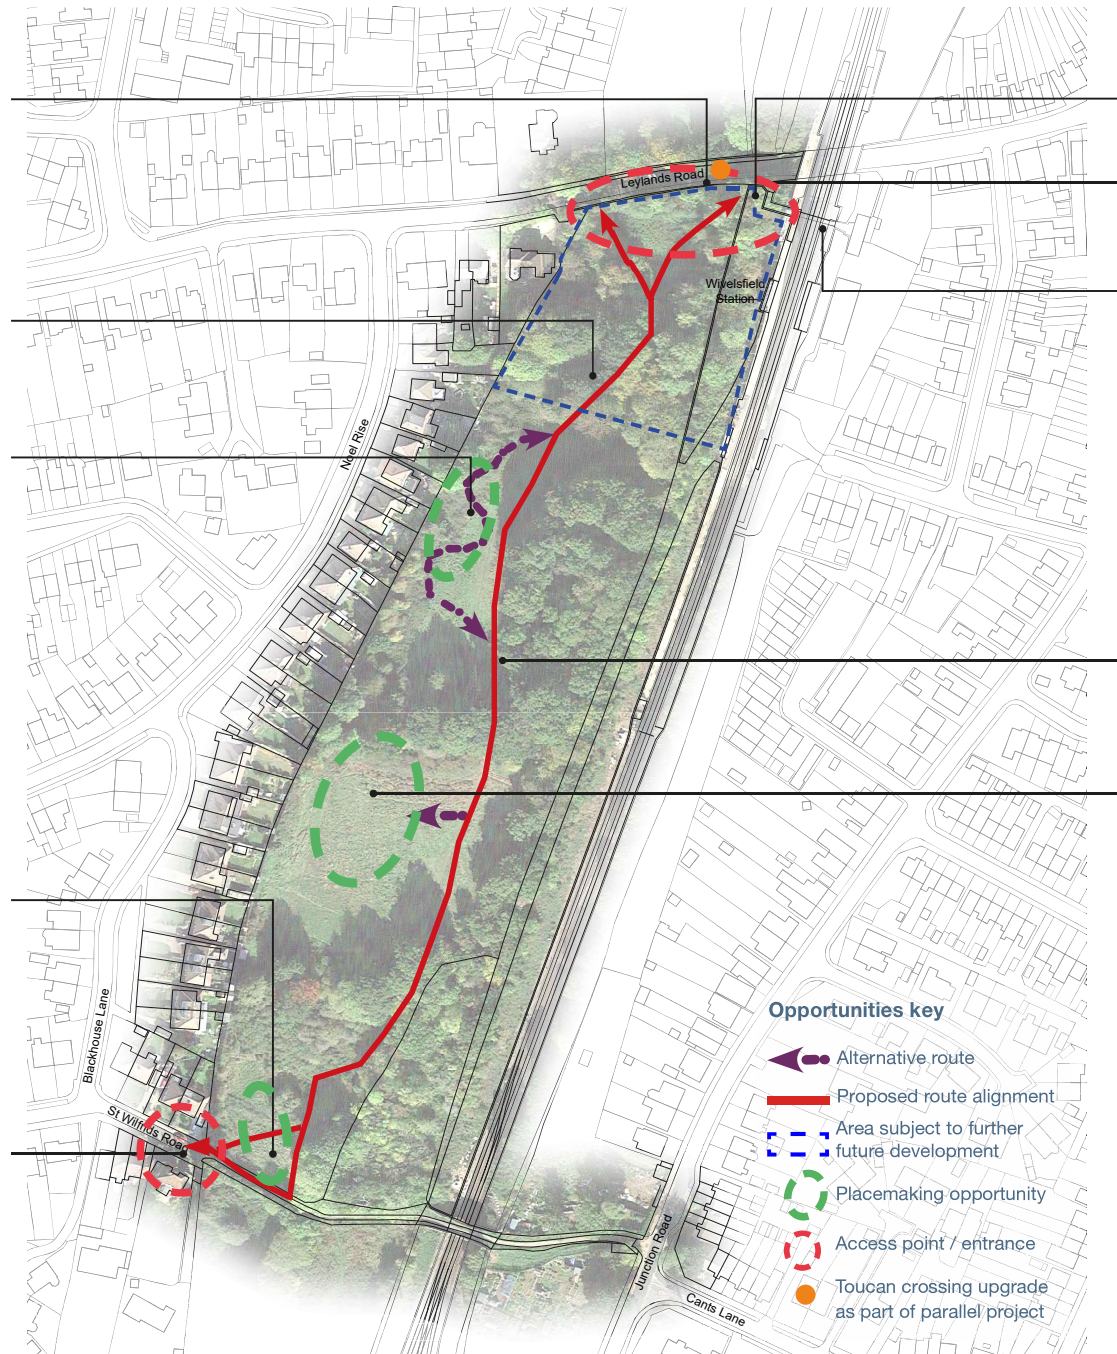 Leylands Road
Wivelsfield
Station
Noel Rise
Blackhouse Lane
St Wilfrids Road
Junction Road
Cants Lane
Opportunities key
Alternative route
Proposed route alignment
Area subject to further
future development
Placemaking opportunity
Access point / entrance
Toucan crossing upgrade
as part of parallel project